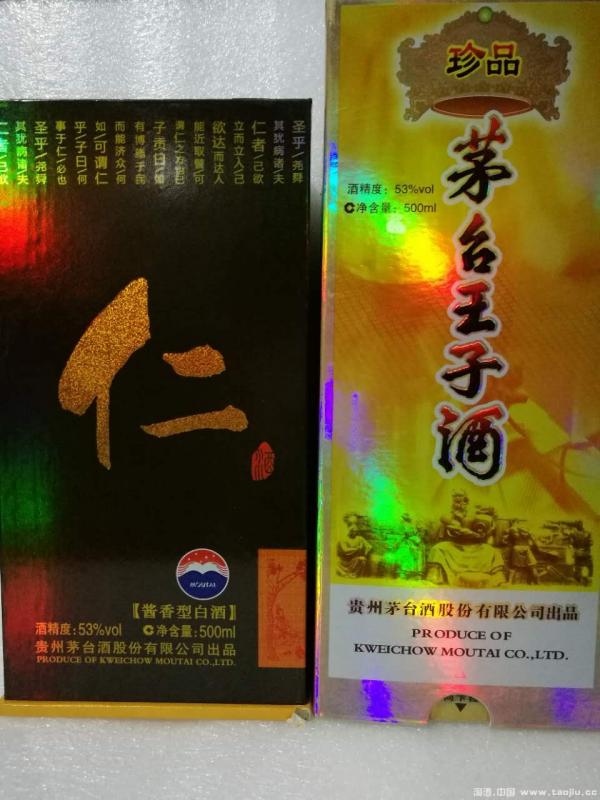 圣乎/尧舜
其犹病诸/夫
仁者/己欲
立而立人/己
欲达而达人
能近取譬/可
谓仁之方也已
子贡曰/如
有博施于民
而能济众/何
如/可谓仁
乎/子曰/何
事于仁/必也
圣乎/尧舜
其犹病诸/夫
仁者/己欲
仁
酒
MOUTAI
【酱香型白酒】
酒精度:53%vol
净含量:500ml
贵州茅台酒股份有限公司出品
PRODUCE OF KWEICHOW MOUTAI CO.,LTD.
珍品
茅台王子酒
酒精度:53%vol
净含量:500ml
贵州茅台酒股份有限公司出品
PRODUCE OF
KWEICHOW MOUTAI CO.,LTD.
淘酒.中国 www.taojiu.cc